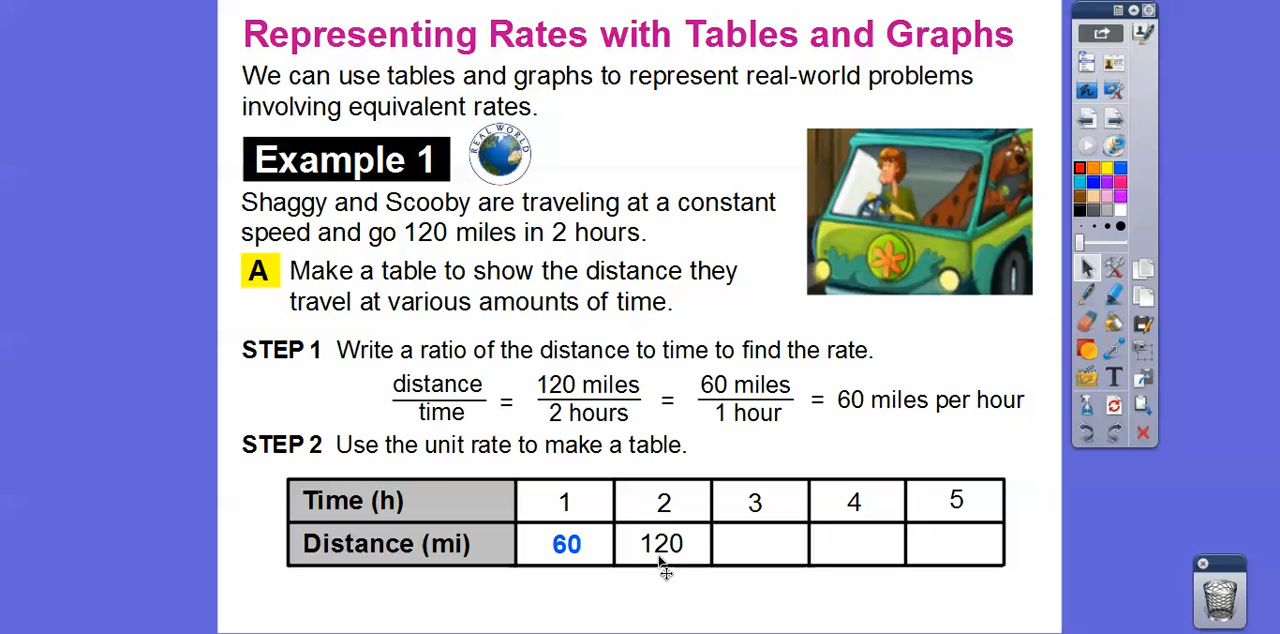 Representing Rates with Tables and Graphs
We can use tables and graphs to represent real-world problems
involving equivalent rates.
Example 1
REAL WORLD
Shaggy and Scooby are traveling at a constant
speed and go 120 miles in 2 hours.
A Make a table to show the distance they
travel at various amounts of time.
STEP 1 Write a ratio of the distance to time to find the rate.
distance 120 miles 60 miles
= = = 60 miles per hour
time 2 hours 1 hour
STEP 2 Use the unit rate to make a table.
Time (h) 1 2 3 4 5
Distance (mi) 60 120